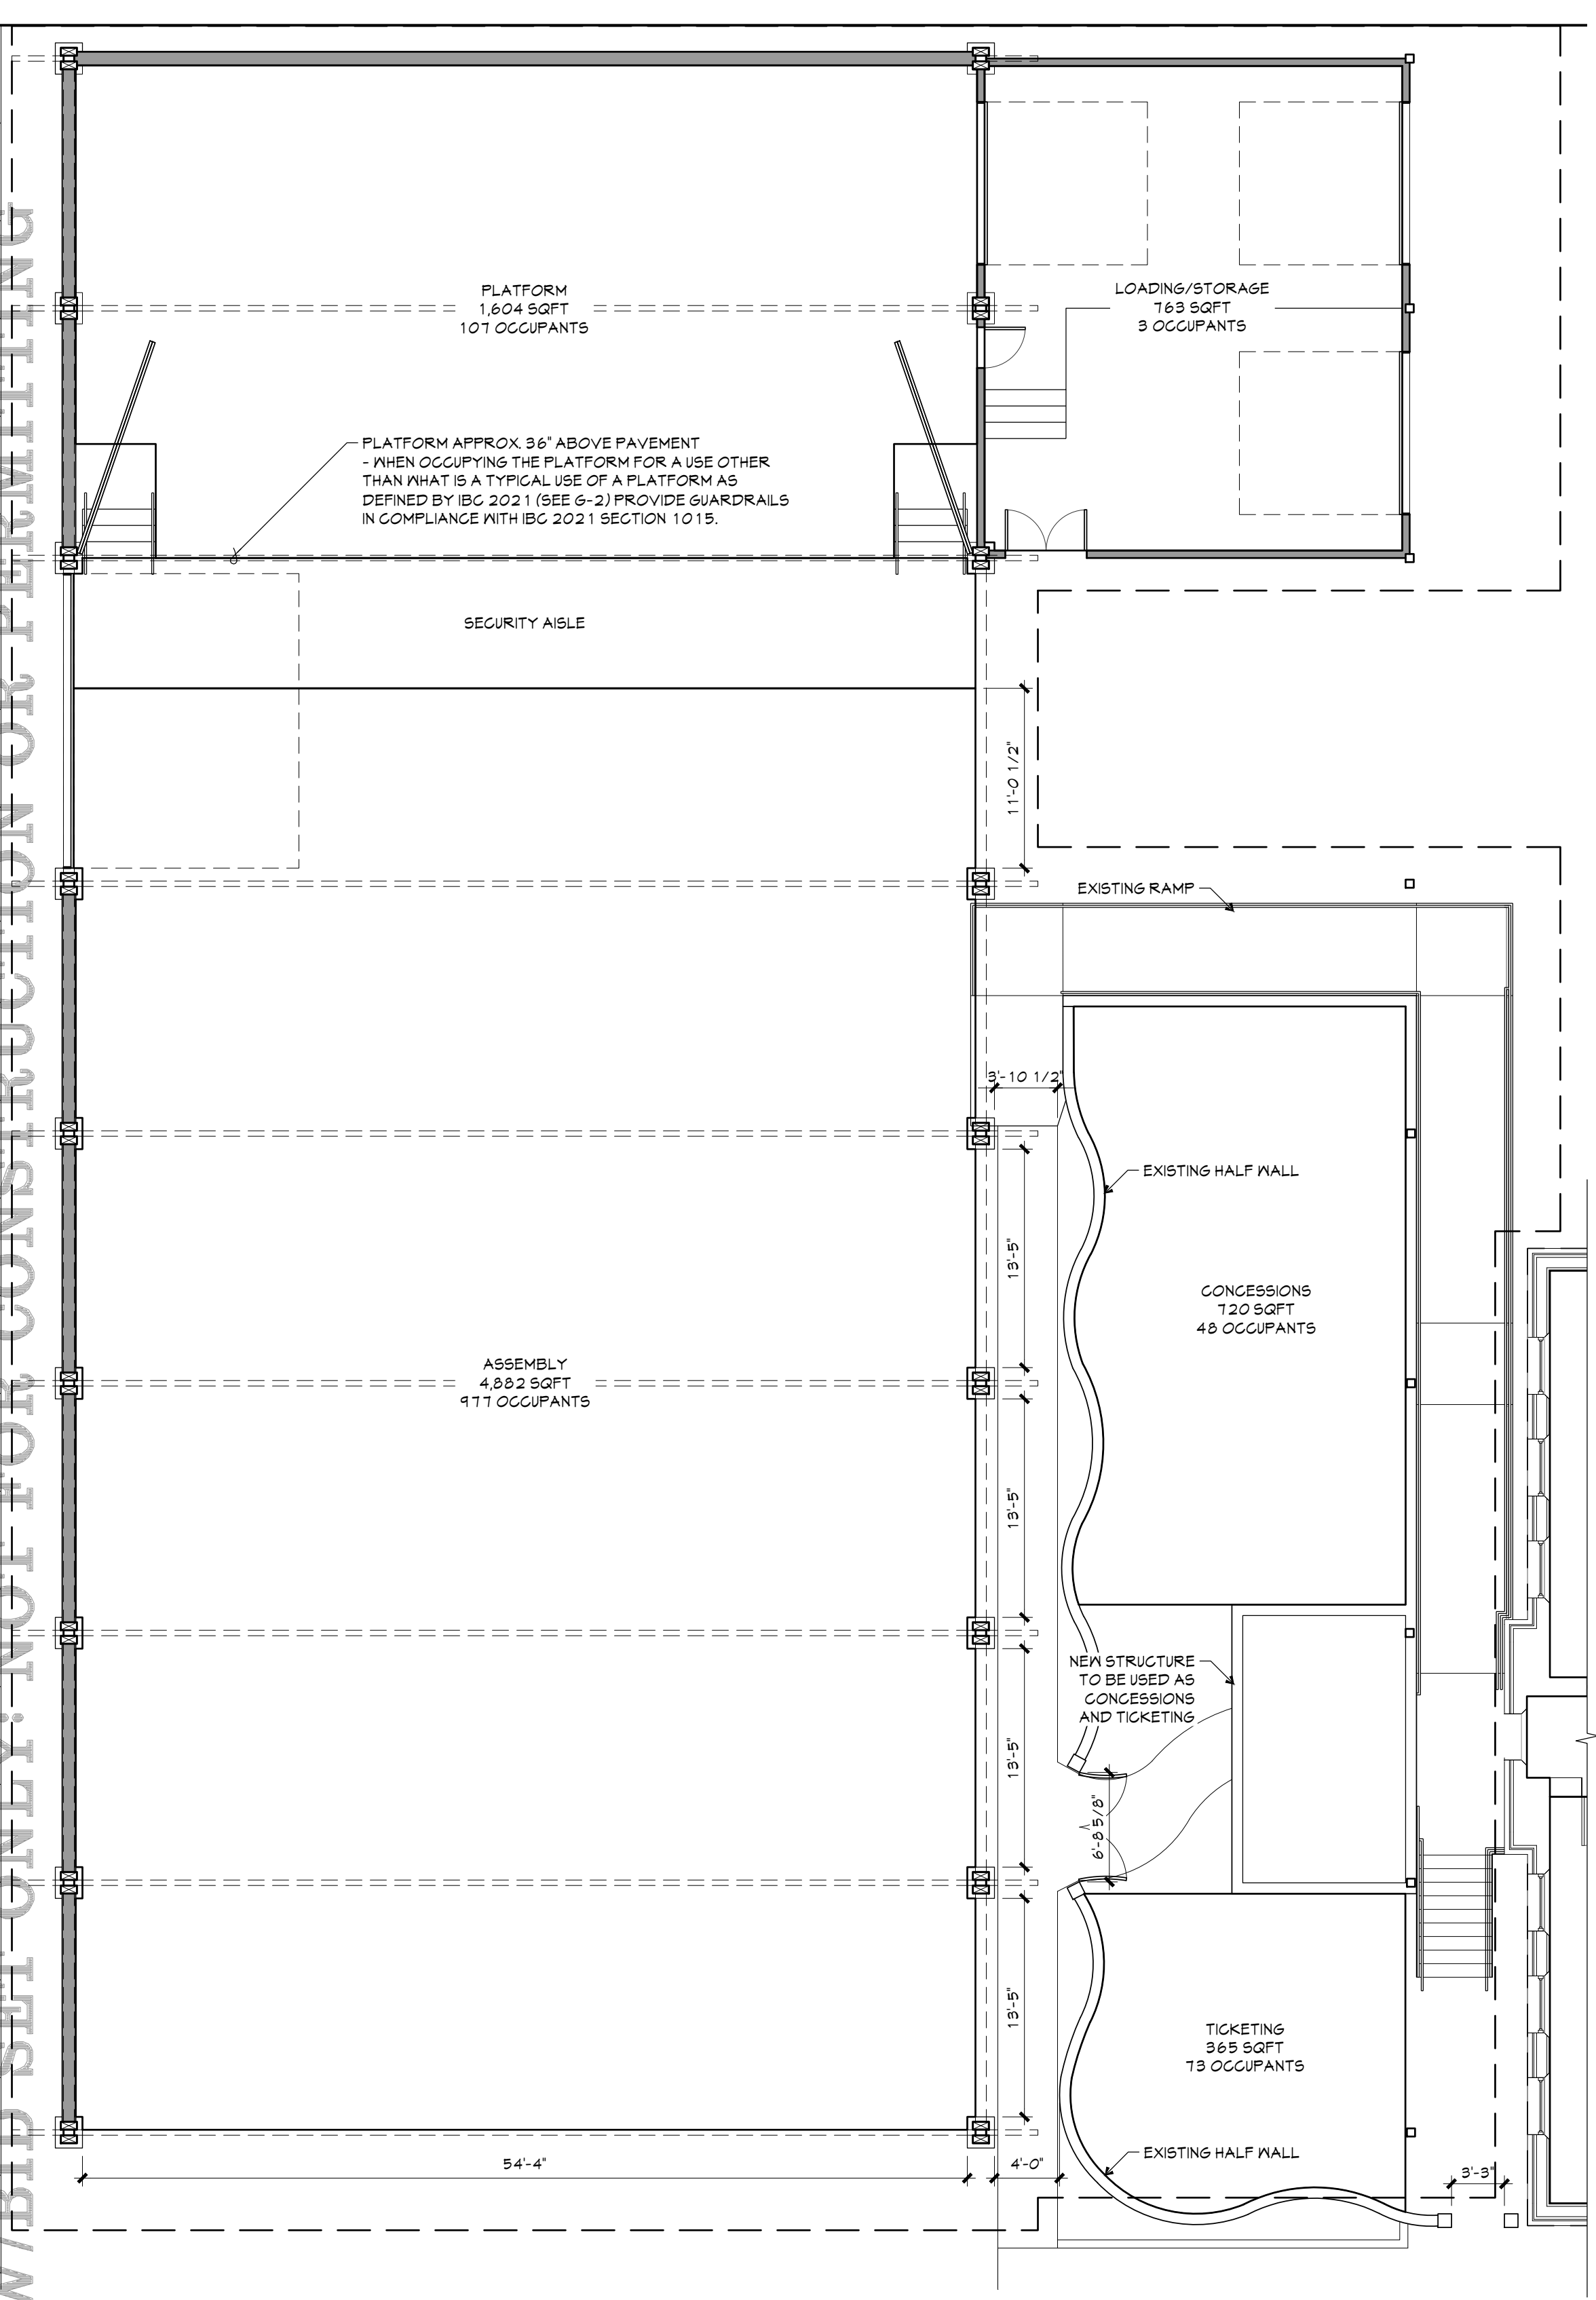 PLATFORM
1,604 SQFT
107 OCCUPANTS
LOADING/STORAGE
763 SQFT
3 OCCUPANTS
PLATFORM APPROX. 36" ABOVE PAVEMENT
- WHEN OCCUPYING THE PLATFORM FOR A USE OTHER
THAN WHAT IS A TYPICAL USE OF A PLATFORM AS
DEFINED BY IBC 2021 (SEE G-2) PROVIDE GUARDRAILS
IN COMPLIANCE WITH IBC 2021 SECTION 1015.
SECURITY AISLE
11'-0 1/2"
EXISTING RAMP
3'-10 1/2"
EXISTING HALF WALL
13'-5"
CONCESSIONS
720 SQFT
48 OCCUPANTS
ASSEMBLY
4,882 SQFT
977 OCCUPANTS
13'-5"
NEW STRUCTURE
TO BE USED AS
CONCESSIONS
AND TICKETING
13'-5"
6'-8 5/8"
13'-5"
TICKETING
365 SQFT
73 OCCUPANTS
EXISTING HALF WALL
54'-4"
4'-0"
3'-3"
BID SET ONLY; NOT FOR CONSTRUCTION OR PERMITTING